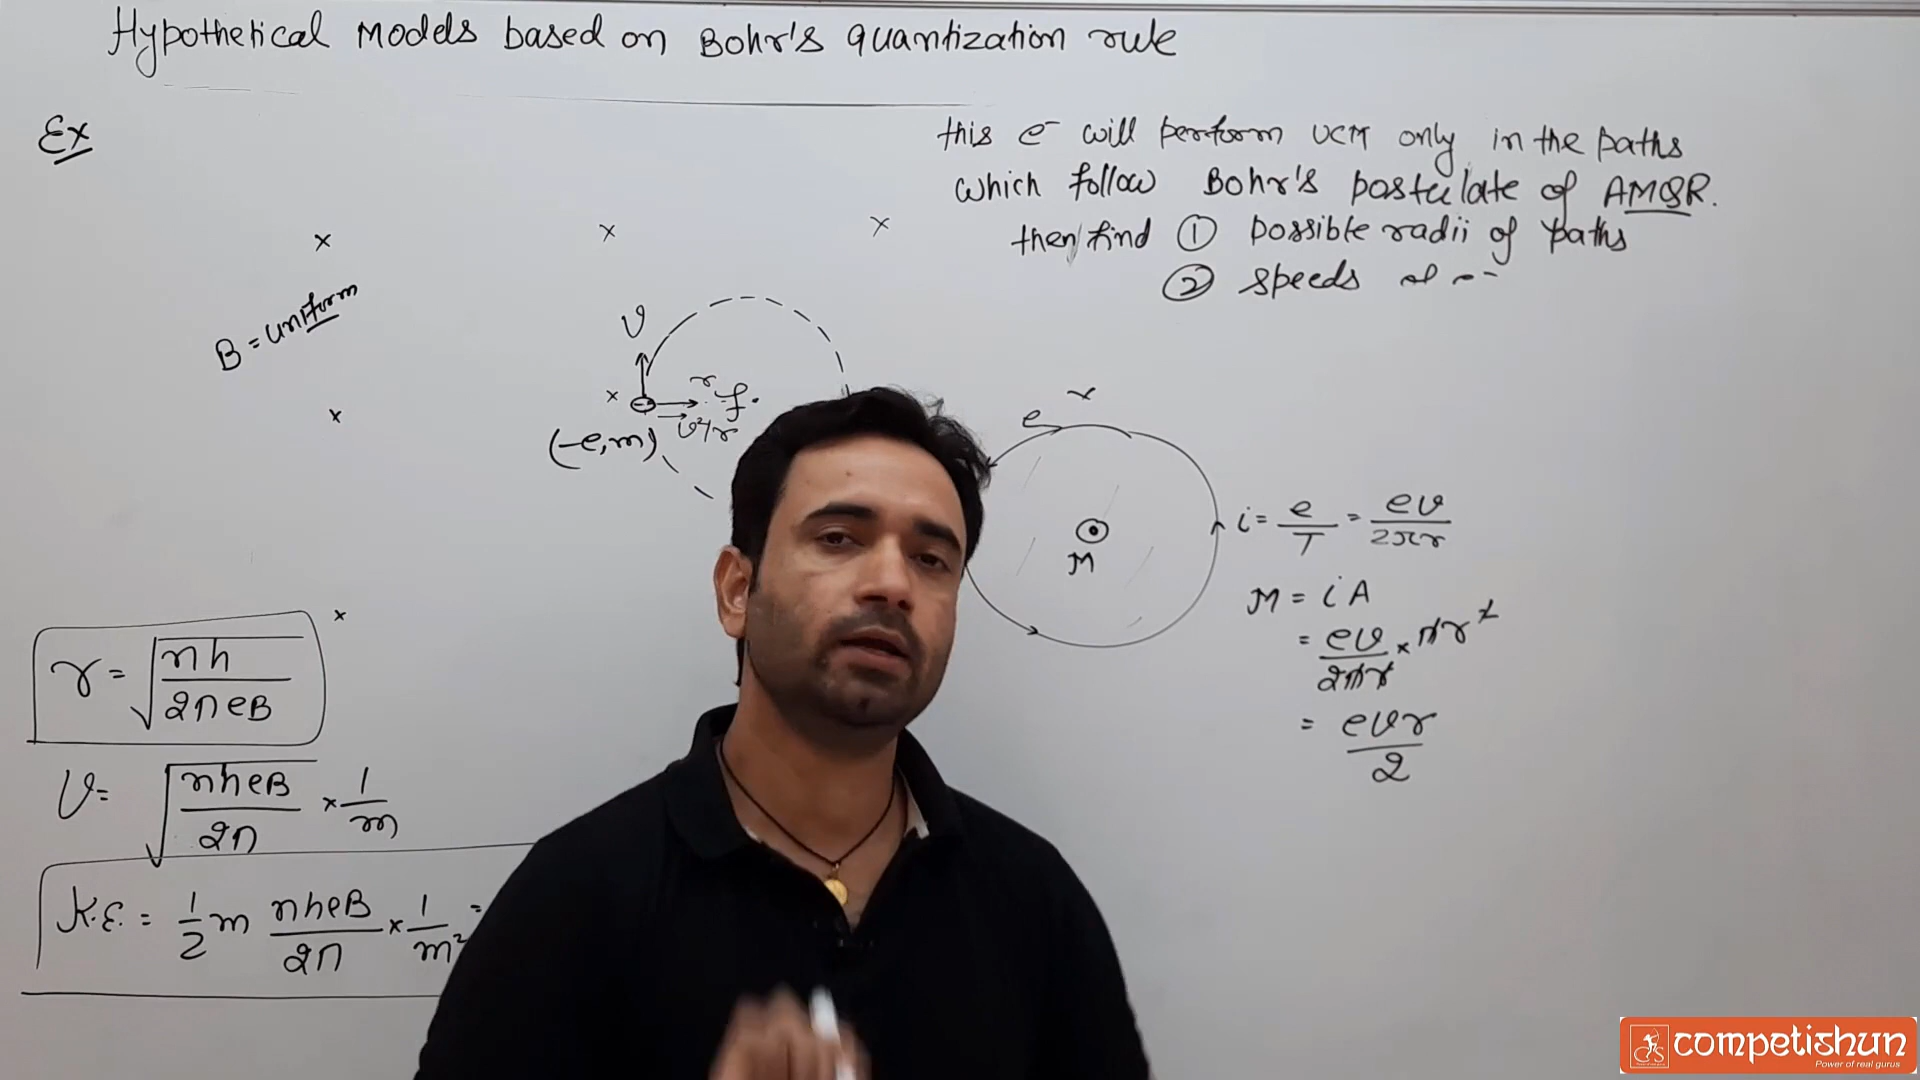 Hypothetical models based on Bohr's quantization rule
Ex
this e⁻ will perform UCM only in the paths
which follow Bohr's postulate of AMQR.
then find ① possible radii of paths
② speeds
B = uniform
v
r
f
v²/r
(-e, m)
e
M
i = e/T = ev/2πr
M = iA
= ev/2πr × πr²
= evr/2
r = √(nh/2πeB)
v = √(nheB/2π) × 1/m
K.E. = 1/2 m nheB/2π × 1/m² =
competishun
Power of real gurus